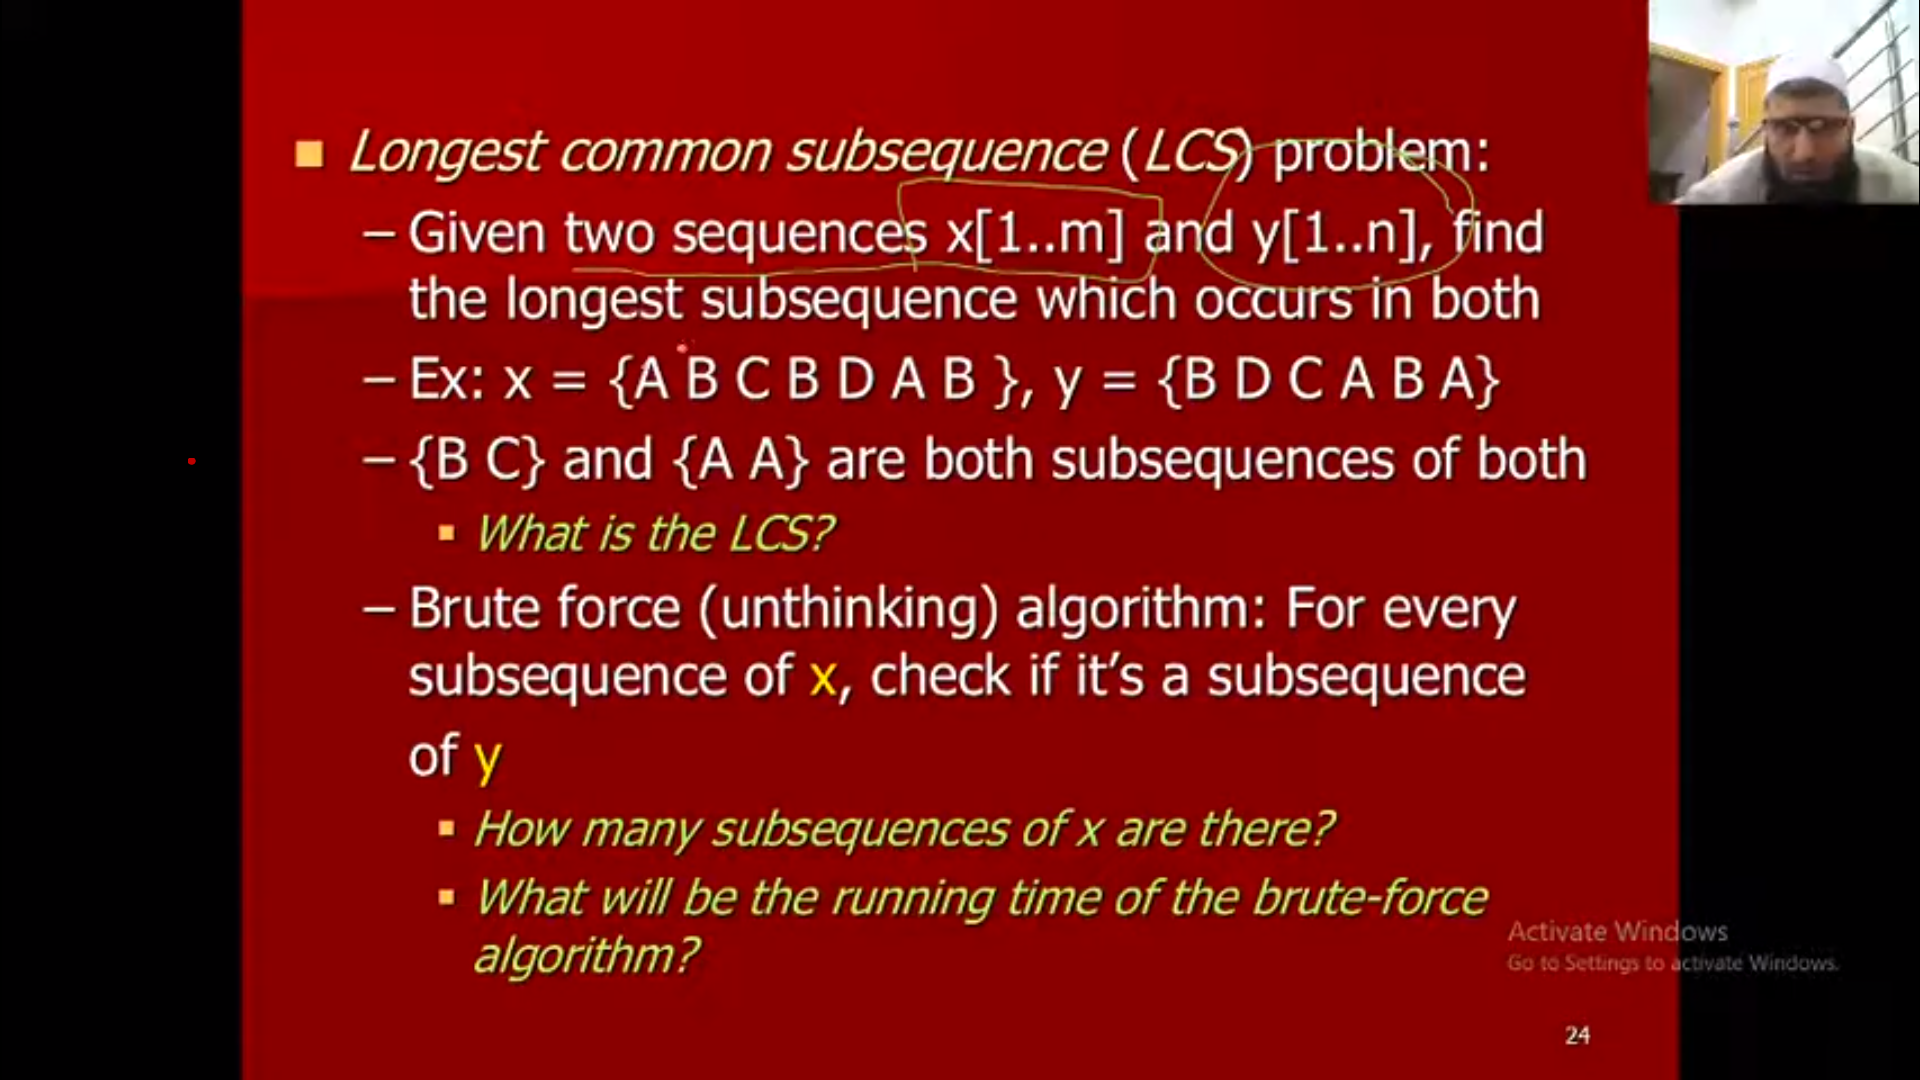 Longest common subsequence (LCS) problem:
– Given two sequences x[1..m] and y[1..n], find
the longest subsequence which occurs in both
– Ex: x = {A B C B D A B }, y = {B D C A B A}
– {B C} and {A A} are both subsequences of both
What is the LCS?
– Brute force (unthinking) algorithm: For every
subsequence of x, check if it’s a subsequence
of y
How many subsequences of x are there?
What will be the running time of the brute-force
algorithm?
Activate Windows
Go to Settings to activate Windows.
24